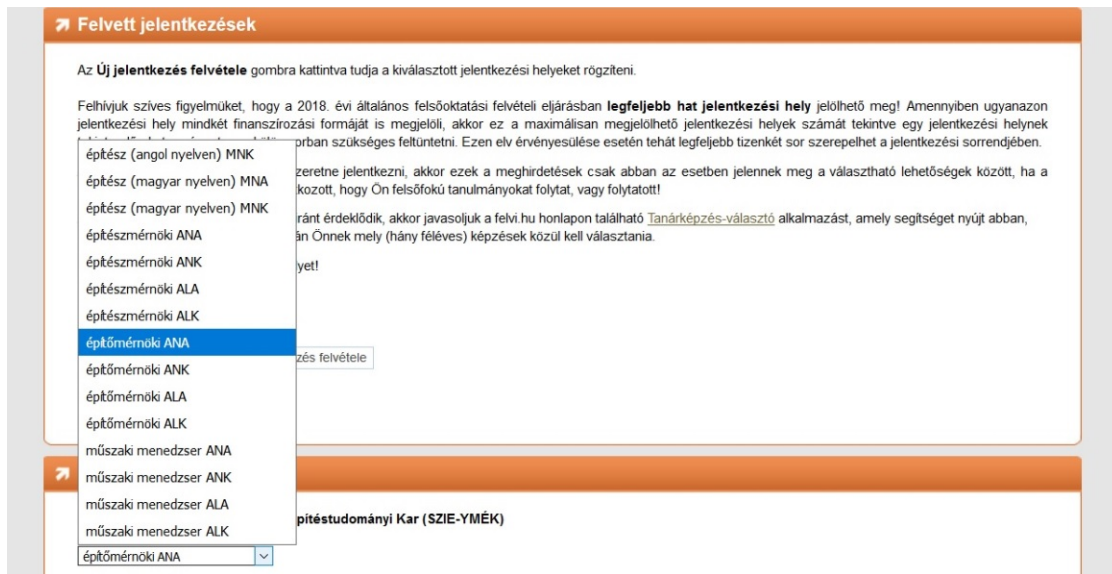 Felvett jelentkezések
Az Új jelentkezés felvétele gombra kattintva tudja a kiválasztott jelentkezési helyeket rögzíteni.
Felhívjuk szíves figyelmüket, hogy a 2018. évi általános felsőoktatási felvételi eljárásban legfeljebb hat jelentkezési hely jelölhető meg! Amennyiben ugyanazon
jelentkezési hely mindkét finanszírozási formáját is megjelöli, akkor ez a maximálisan megjelölhető jelentkezési helyek számát tekintve egy jelentkezési helynek
orban szükséges feltüntetni. Ezen elv érvényesülése esetén tehát legfeljebb tizenkét sor szerepelhet a jelentkezési sorrendjében.
építész (angol nyelven) MNK
építész (magyar nyelven) MNA
építész (magyar nyelven) MNK
építészmérnöki ANA
építészmérnöki ANK
építészmérnöki ALA
építészmérnöki ALK
építőmérnöki ANA
építőmérnöki ANK
építőmérnöki ALA
építőmérnöki ALK
műszaki menedzser ANA
műszaki menedzser ANK
műszaki menedzser ALA
műszaki menedzser ALK
zeretne jelentkezni, akkor ezek a meghirdetések csak abban az esetben jelennek meg a választható lehetőségek között, ha a
kozott, hogy Ön felsőfokú tanulmányokat folytat, vagy folytatott!
ránt érdeklődik, akkor javasoljuk a felvi.hu honlapon található Tanárképzés-választó alkalmazást, amely segítséget nyújt abban,
án Önnek mely (hány féléves) képzések közül kell választania.
yet!
zés felvétele
pítéstudományi Kar (SZIE-YMÉK)
építőmérnöki ANA